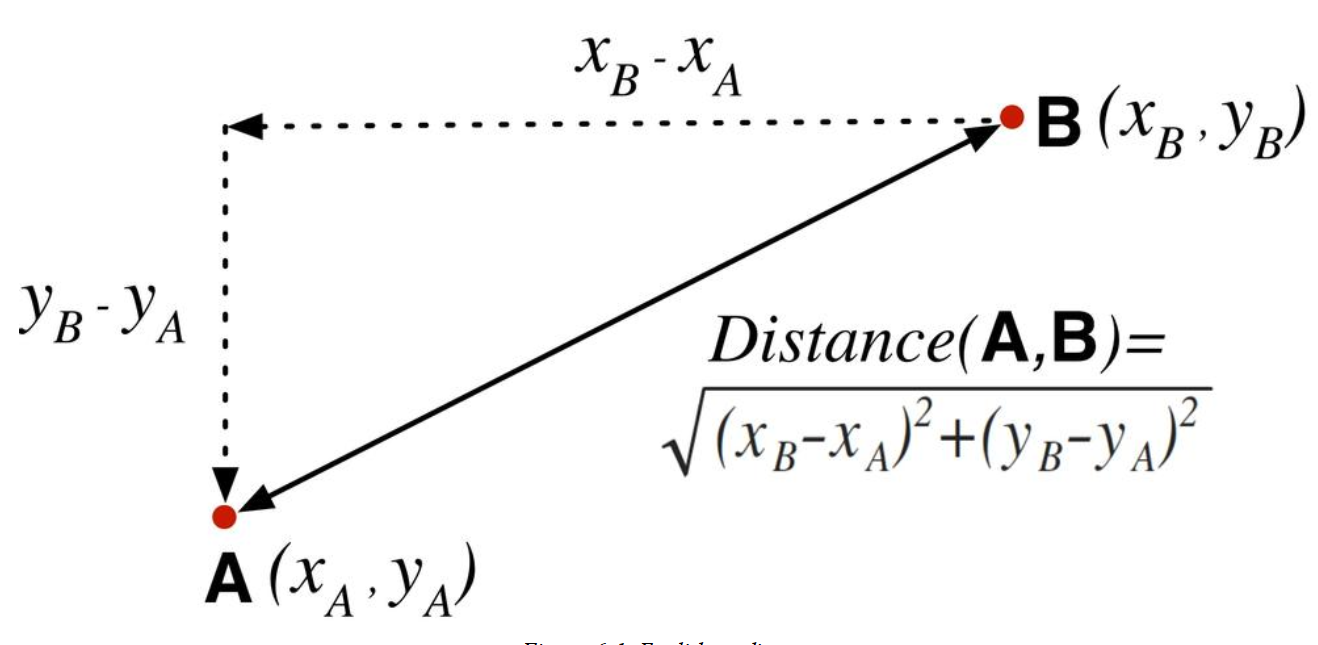 x_B - x_A
B (x_B , y_B)
y_B - y_A
Distance(A,B)=
√(x_B-x_A)²+(y_B-y_A)²
A (x_A , y_A)